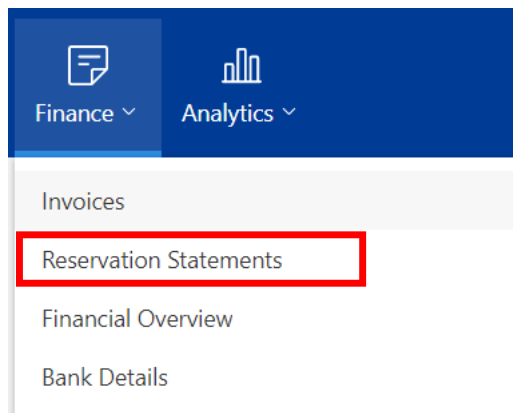 Finance
Analytics
Invoices
Reservation Statements
Financial Overview
Bank Details